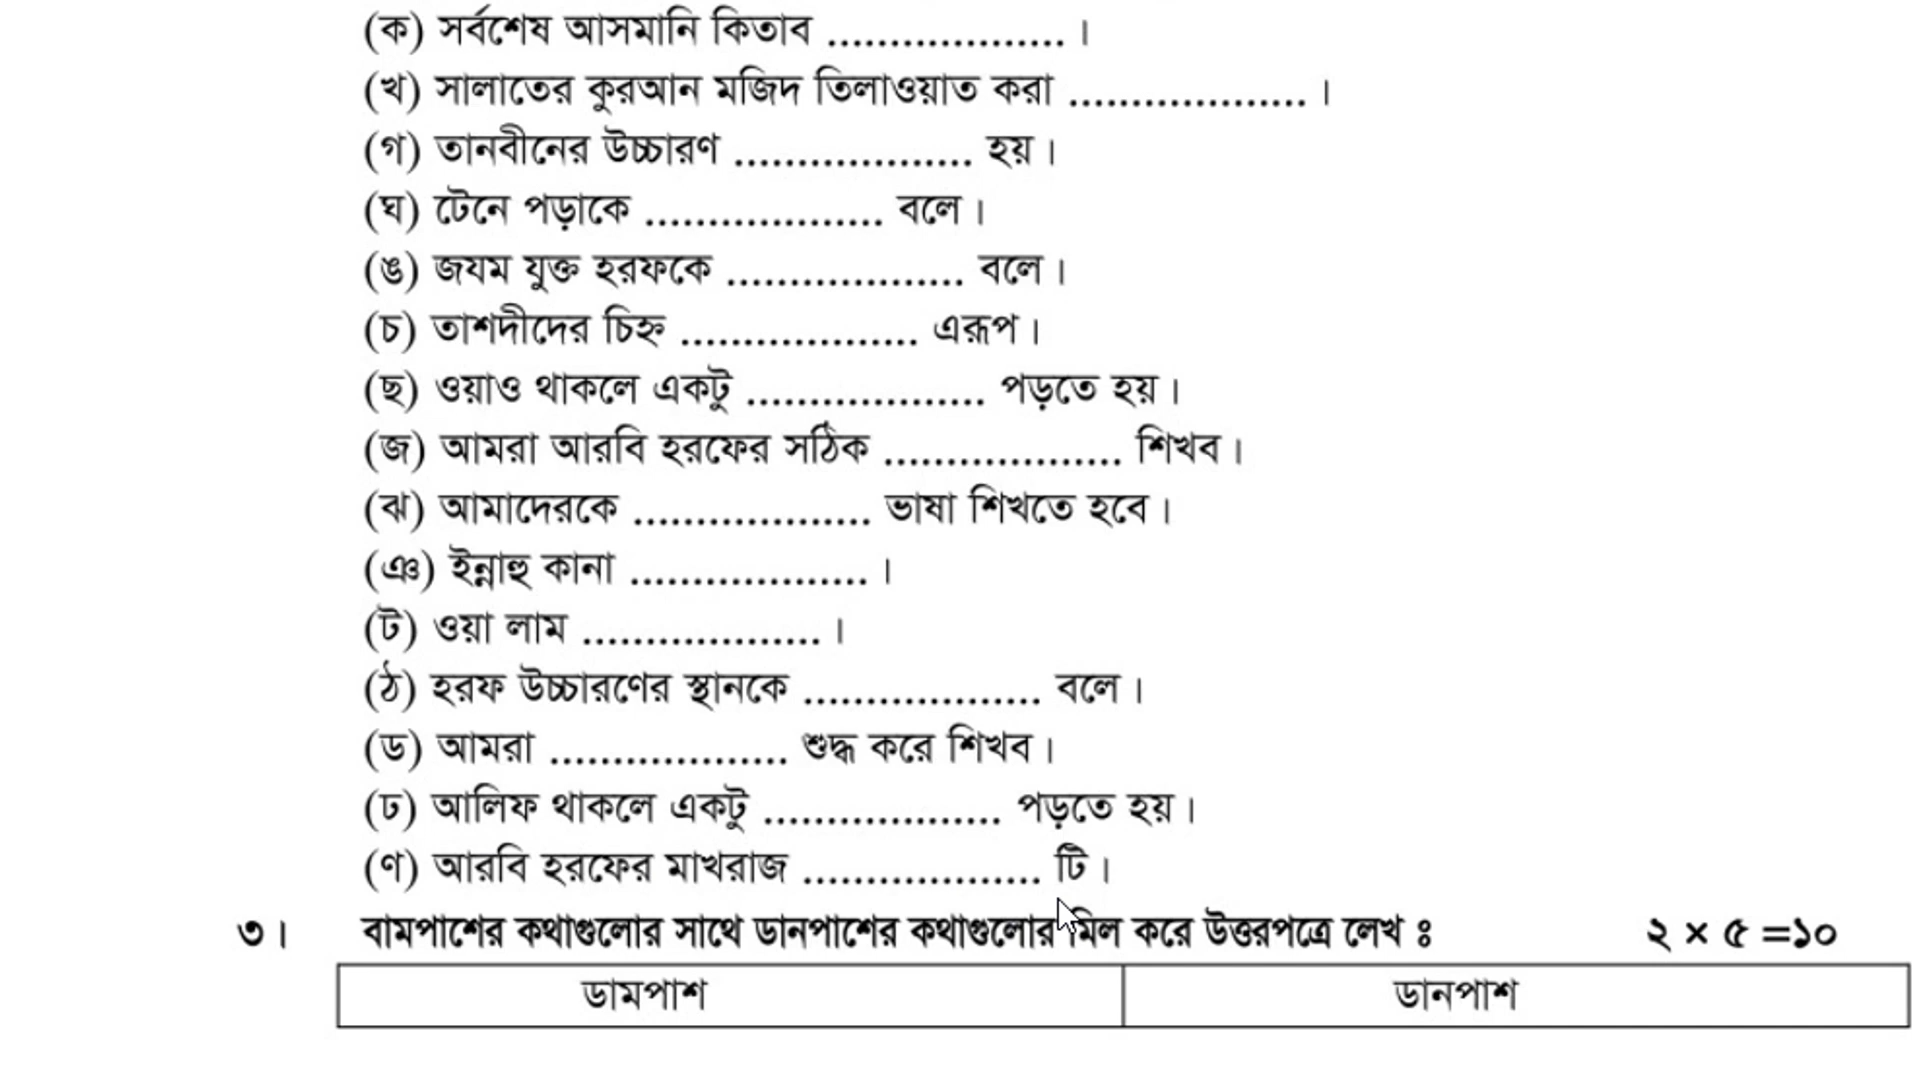 (ক) সর্বশেষ আসমানি কিতাব ................... ।
(খ) সালাতের কুরআন মজিদ তিলাওয়াত করা ................... ।
(গ) তানবীনের উচ্চারণ ................... হয়।
(ঘ) টেনে পড়াকে ................... বলে।
(ঙ) জযম যুক্ত হরফকে ................... বলে।
(চ) তাশদীদের চিহ্ন ................... এরূপ।
(ছ) ওয়াও থাকলে একটু ................... পড়তে হয়।
(জ) আমরা আরবি হরফের সঠিক ................... শিখব।
(ঝ) আমাদেরকে ................... ভাষা শিখতে হবে।
(ঞ) ইন্নাহু কানা ................... ।
(ট) ওয়া লাম ................... ।
(ঠ) হরফ উচ্চারণের স্থানকে ................... বলে।
(ড) আমরা ................... শুদ্ধ করে শিখব।
(ঢ) আলিফ থাকলে একটু ................... পড়তে হয়।
(ণ) আরবি হরফের মাখরাজ ................... টি।
৩। বামপাশের কথাগুলোর সাথে ডানপাশের কথাগুলোর মিল করে উত্তরপত্রে লেখ ঃ ২ × ৫ =১০
ডামপাশ ডানপাশ